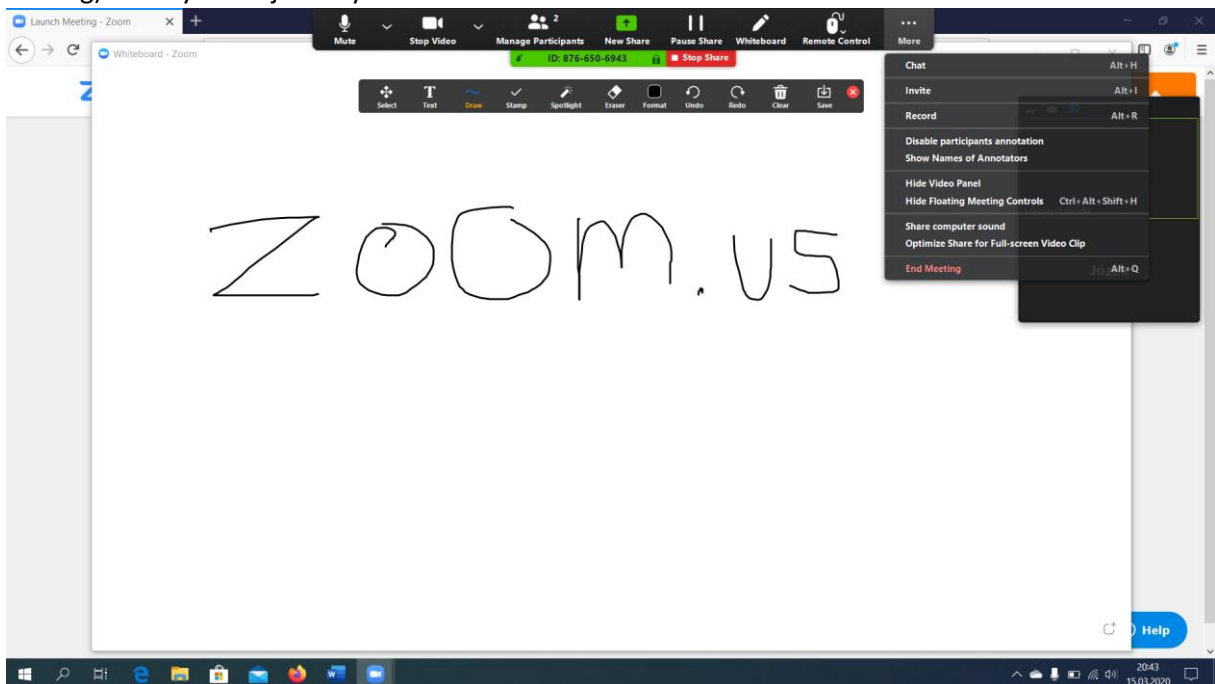 Launch Meeting - Zoom
Mute Stop Video Manage Participants 2 New Share Pause Share Whiteboard Remote Control More
Whiteboard - Zoom
ID: 876-650-6943 Stop Share
Select Text Draw Stamp Spotlight Eraser Format Undo Redo Clear Save
Chat Alt+H
Invite Alt+I
Record Alt+R
Disable participants annotation
Show Names of Annotators
Hide Video Panel
Hide Floating Meeting Controls Ctrl+Alt+Shift+H
Share computer sound
Optimize Share for Full-screen Video Clip
End Meeting Alt+Q
ZOOM.US
Help
20:43
15.03.2020